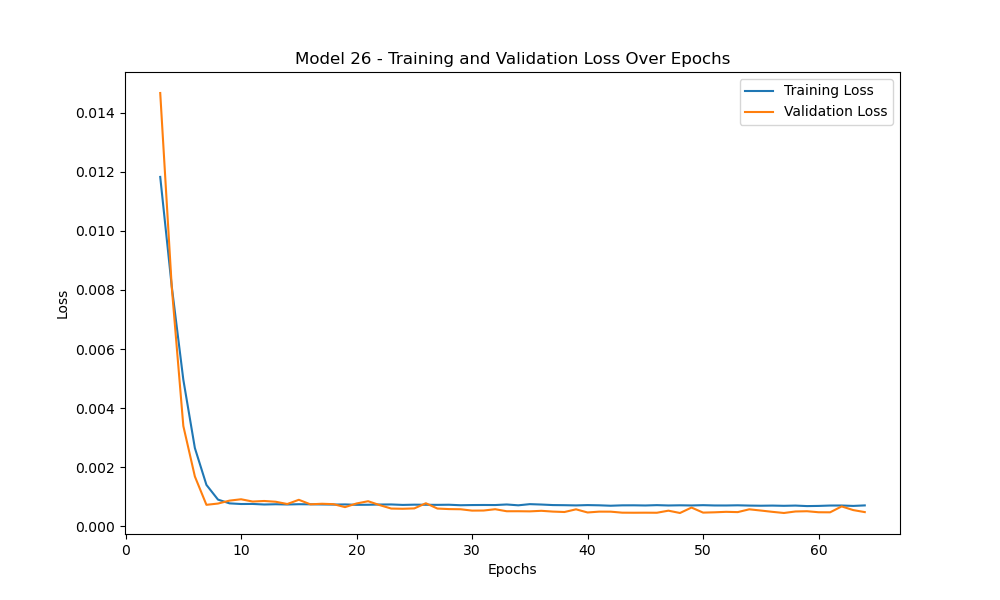 Model 26 - Training and Validation Loss Over Epochs
Training Loss
Validation Loss
0.014
0.012
0.010
0.008
0.006
0.004
0.002
0.000
Loss
0 10 20 30 40 50 60
Epochs